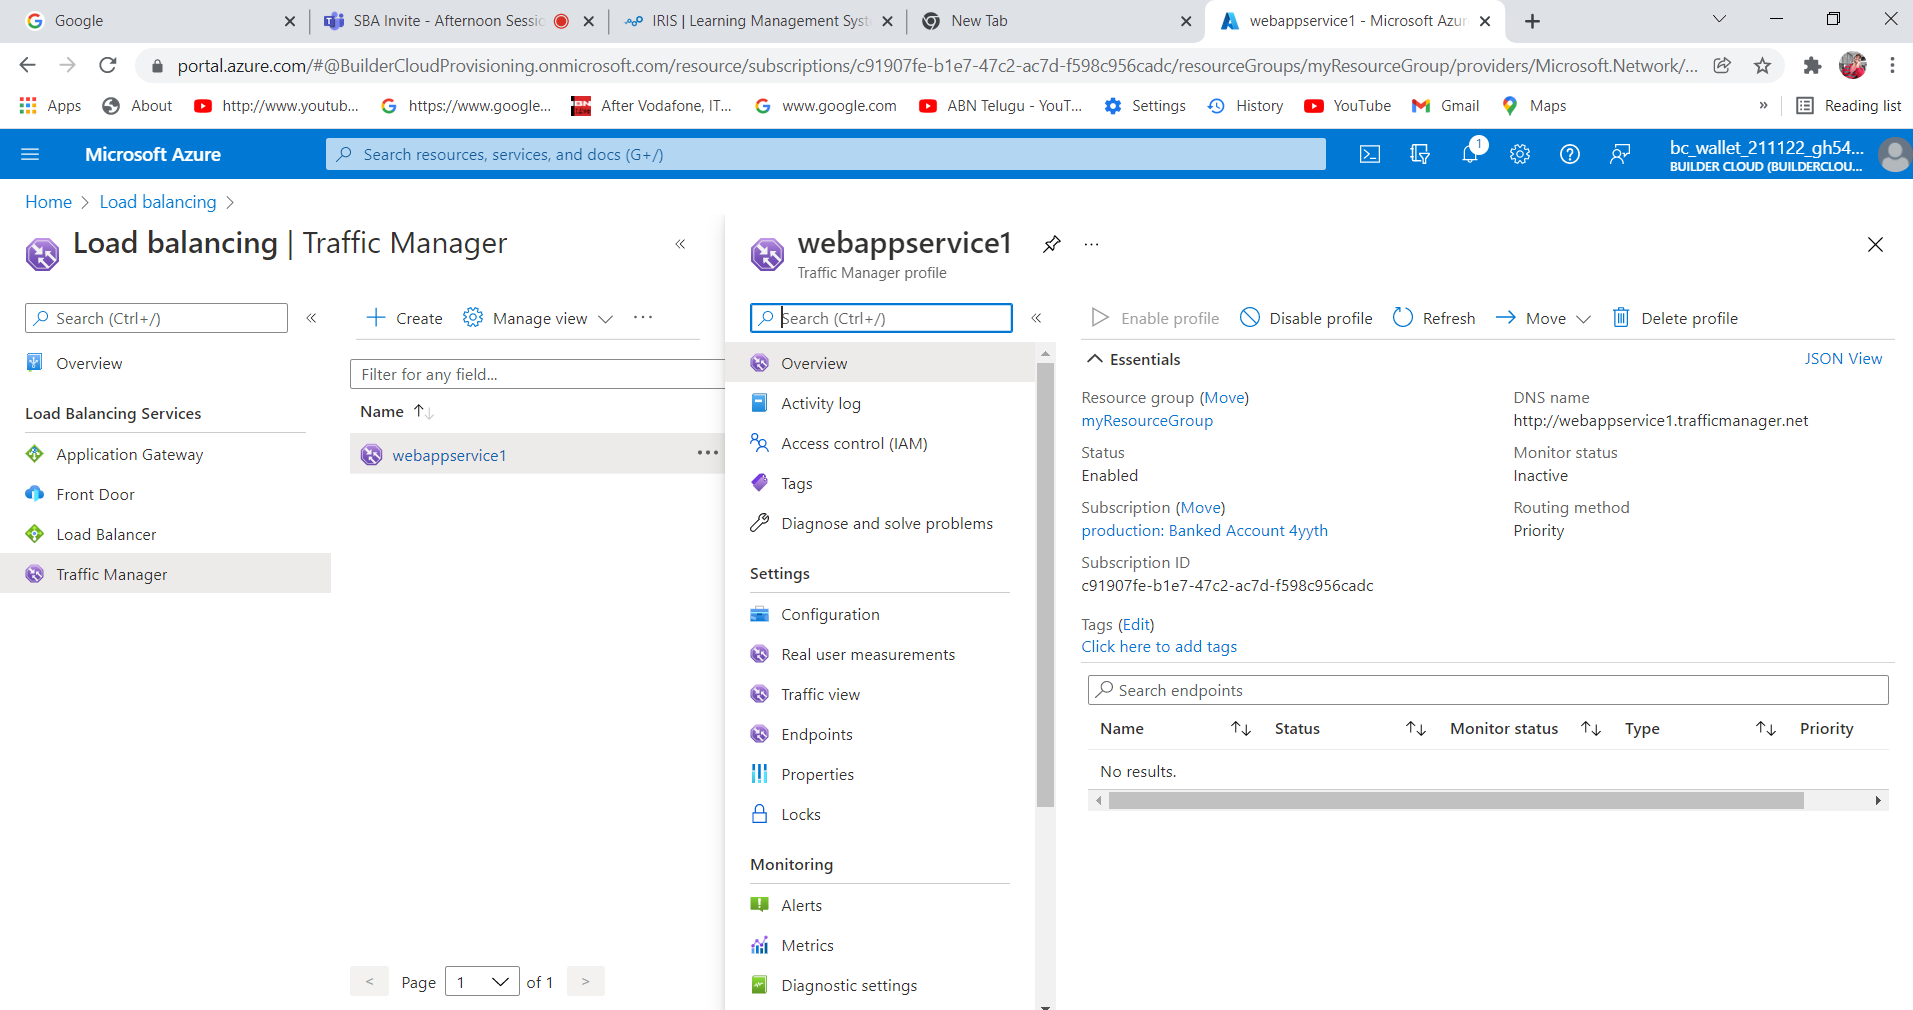 Google
SBA Invite - Afternoon Sessic
IRIS | Learning Management Syst
New Tab
webappservice1 - Microsoft Azur
portal.azure.com/#@BuilderCloudProvisioning.onmicrosoft.com/resource/subscriptions/c91907fe-b1e7-47c2-ac7d-f598c956cadc/resourceGroups/myResourceGroup/providers/Microsoft.Network/...
Apps
About
http://www.youtub...
https://www.google...
After Vodafone, IT...
www.google.com
ABN Telugu - YouT...
Settings
History
YouTube
Gmail
Maps
»
Reading list
Microsoft Azure
Search resources, services, and docs (G+/)
1
bc_wallet_211122_gh54...
BUILDER CLOUD (BUILDERCLOU...
Home > Load balancing >
Load balancing | Traffic Manager
«
Search (Ctrl+/)
«
Overview
Load Balancing Services
Application Gateway
Front Door
Load Balancer
Traffic Manager
+ Create
Manage view
...
Filter for any field...
Name ↑↓
webappservice1
...
< Page 1 of 1 >
webappservice1
...
Traffic Manager profile
Search (Ctrl+/)
«
Overview
Activity log
Access control (IAM)
Tags
Diagnose and solve problems
Settings
Configuration
Real user measurements
Traffic view
Endpoints
Properties
Locks
Monitoring
Alerts
Metrics
Diagnostic settings
Enable profile
Disable profile
Refresh
Move
Delete profile
Essentials
JSON View
Resource group (Move)
myResourceGroup
Status
Enabled
Subscription (Move)
production: Banked Account 4yyth
Subscription ID
c91907fe-b1e7-47c2-ac7d-f598c956cadc
DNS name
http://webappservice1.trafficmanager.net
Monitor status
Inactive
Routing method
Priority
Tags (Edit)
Click here to add tags
Search endpoints
Name ↑↓ Status ↑↓ Monitor status ↑↓ Type ↑↓ Priority
No results.